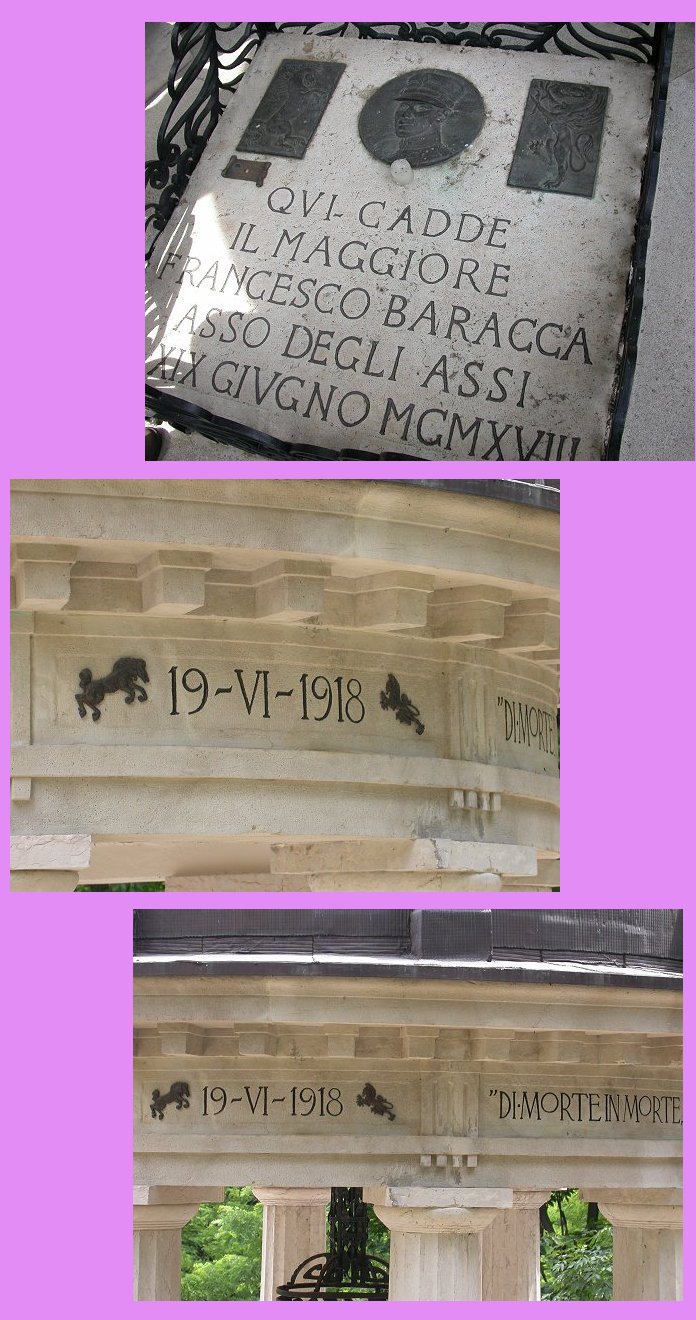 QVI-CADDE
IL MAGGIORE
FRANCESCO BARACCA
ASSO DEGLI ASSI
XIX GIVGNO MCMXVIII
19-VI-1918
"DI·MORTE
19-VI-1918
"DI·MORTE IN MORTE,